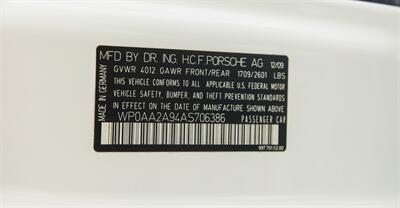 MFD BY DR. ING. H.C.F. PORSCHE AG 12/09
GVWR 4012 GAWR FRONT/REAR 1709/2601 LBS
THIS VEHICLE CONFORMS TO ALL
APPLICABLE U.S. FEDERAL MOTOR
VEHICLE SAFETY, BUMPER, AND THEFT
PREVENTION STANDARDS IN EFFECT ON
THE DATE OF MANUFACTURE SHOWN ABOVE
MADE IN GERMANY
WP0AA2A94AS706386
PASSENGER CAR